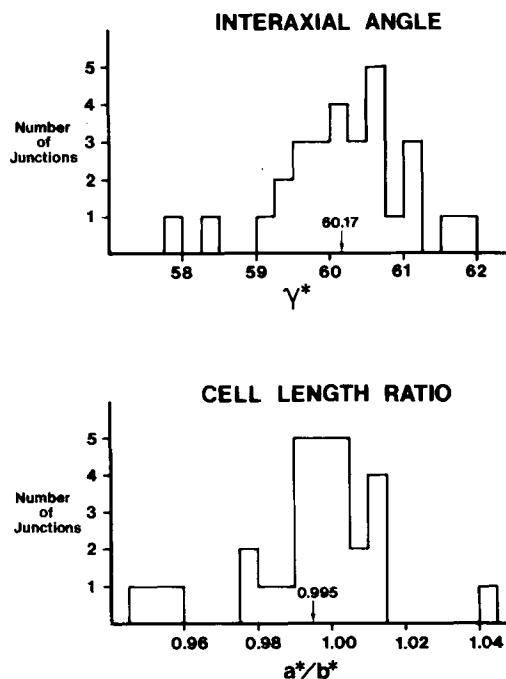 INTERAXIAL ANGLE
5
4
Number
of
Junctions
3
2
1
60.17
58 59 60 61 62
γ*
CELL LENGTH RATIO
5
4
Number
of
Junctions
3
2
1
0.995
0.96 0.98 1.00 1.02 1.04
a*/b*